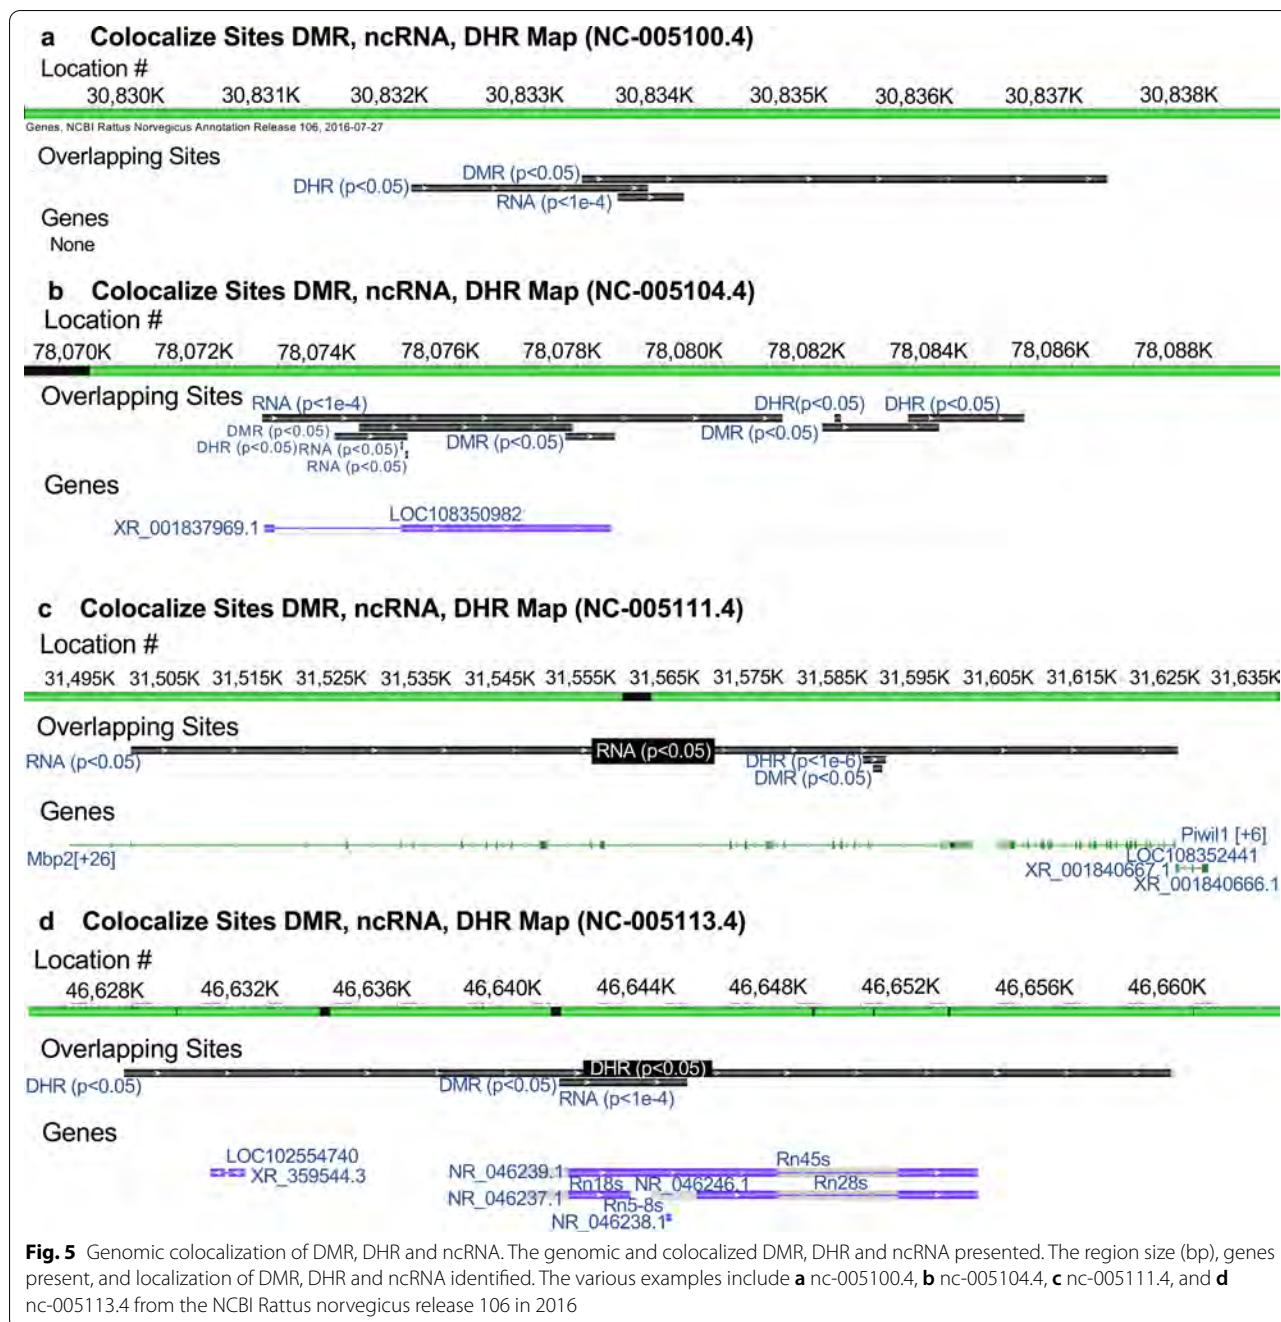 a Colocalize Sites DMR, ncRNA, DHR Map (NC-005100.4)
Location #
30,830K 30,831K 30,832K 30,833K 30,834K 30,835K 30,836K 30,837K 30,838K
Genes, NCBI Rattus Norvegicus Annotation Release 106, 2016-07-27
Overlapping Sites
DMR (p<0.05)
DHR (p<0.05)
RNA (p<1e-4)
Genes
None
b Colocalize Sites DMR, ncRNA, DHR Map (NC-005104.4)
Location #
78,070K 78,072K 78,074K 78,076K 78,078K 78,080K 78,082K 78,084K 78,086K 78,088K
Overlapping Sites
RNA (p<1e-4) DHR(p<0.05) DHR (p<0.05)
DMR (p<0.05) DMR (p<0.05) DMR (p<0.05)
DHR (p<0.05) RNA (p<0.05)
RNA (p<0.05)
Genes
LOC108350982
XR_001837969.1
c Colocalize Sites DMR, ncRNA, DHR Map (NC-005111.4)
Location #
31,495K 31,505K 31,515K 31,525K 31,535K 31,545K 31,555K 31,565K 31,575K 31,585K 31,595K 31,605K 31,615K 31,625K 31,635K
Overlapping Sites
RNA (p<0.05)
RNA (p<0.05) DHR (p<1e-6)
DMR (p<0.05)
Genes
Piwil1 [+6]
Mbp2[+26] LOC108352441
XR_001840667.1
XR_001840666.1
d Colocalize Sites DMR, ncRNA, DHR Map (NC-005113.4)
Location #
46,628K 46,632K 46,636K 46,640K 46,644K 46,648K 46,652K 46,656K 46,660K
Overlapping Sites
DHR (p<0.05)
DHR (p<0.05) DMR (p<0.05)
RNA (p<1e-4)
Genes
LOC102554740 Rn45s
XR_359544.3 NR_046239.1
Rn18s NR_046246.1 Rn28s
NR_046237.1
Rn5-8s
NR_046238.1
Fig. 5 Genomic colocalization of DMR, DHR and ncRNA. The genomic and colocalized DMR, DHR and ncRNA presented. The region size (bp), genes
present, and localization of DMR, DHR and ncRNA identified. The various examples include a nc-005100.4, b nc-005104.4, c nc-005111.4, and d
nc-005113.4 from the NCBI Rattus norvegicus release 106 in 2016